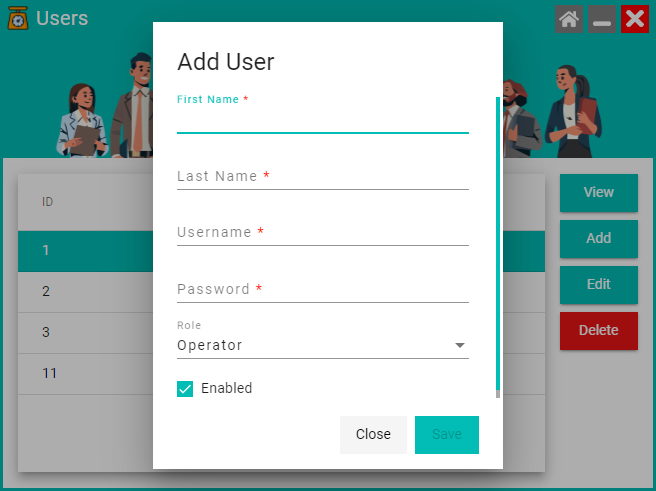 Users
Add User
First Name *
Last Name *
Username *
Password *
Role
Operator
Enabled
Close
Save
ID
1
2
3
11
View
Add
Edit
Delete